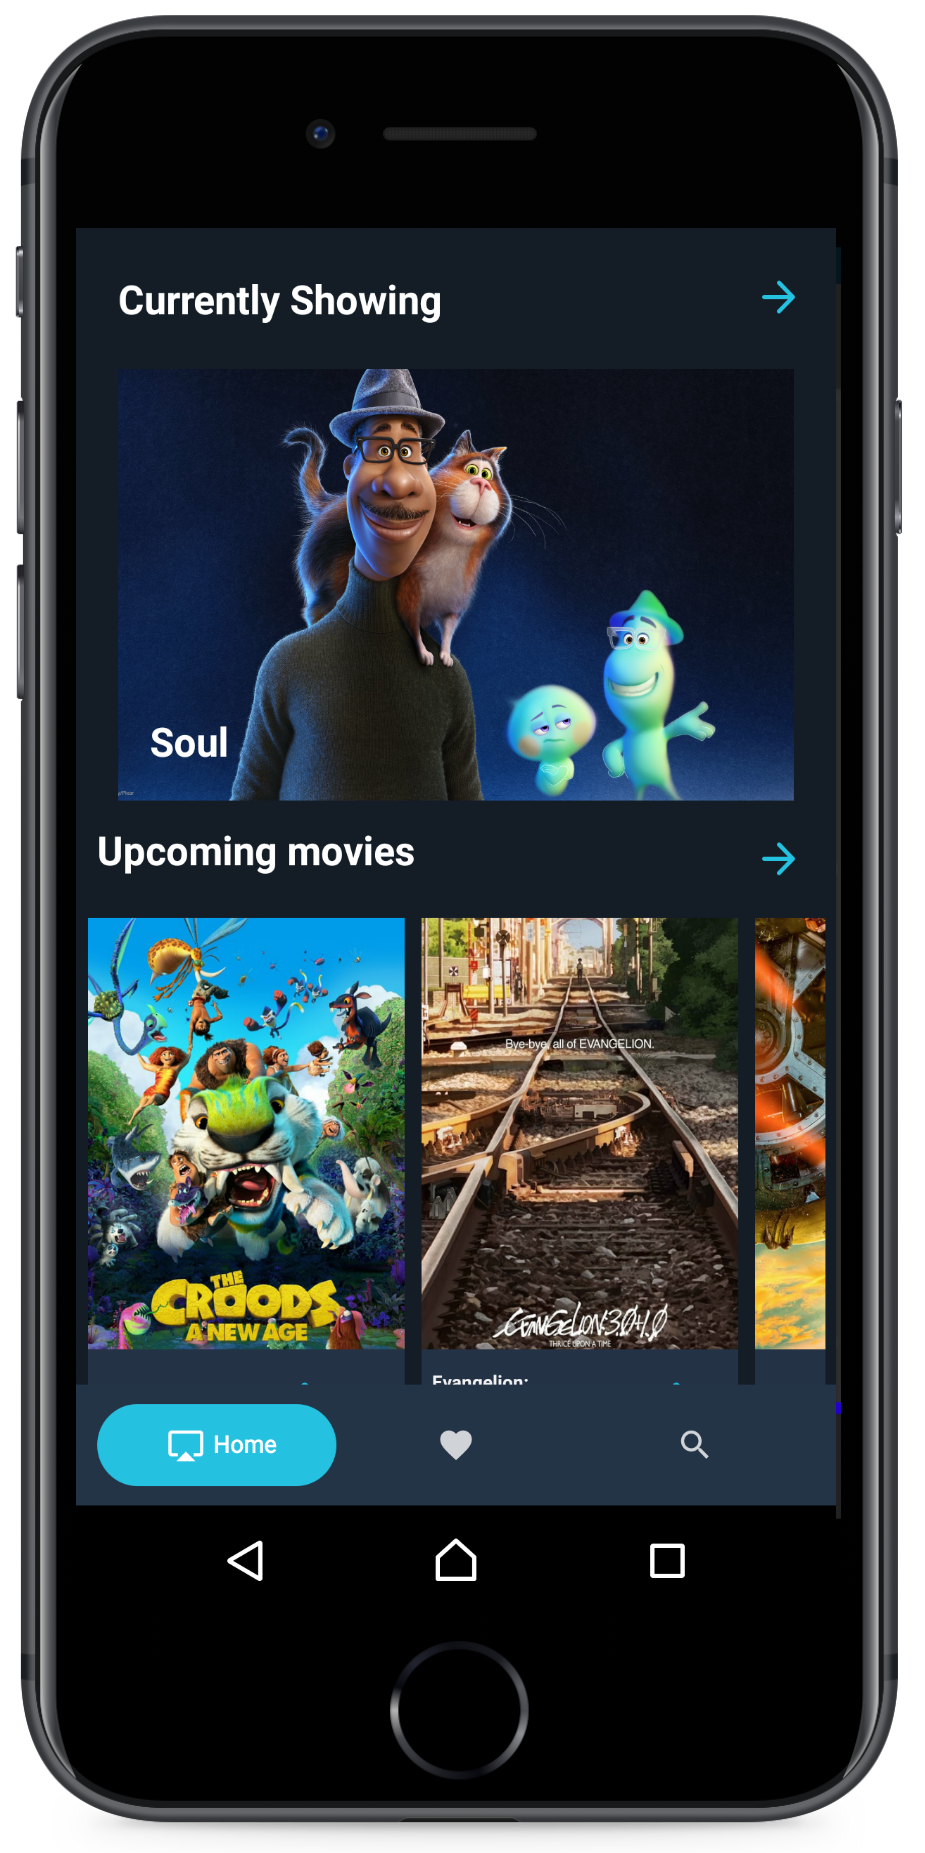 Currently Showing
Soul
Upcoming movies
Bye-bye, all of EVANGELION.
THE
CROODS
A NEW AGE
EVANGELION:3.0+1.0
THRICE UPON A TIME
Evangelion:
Home